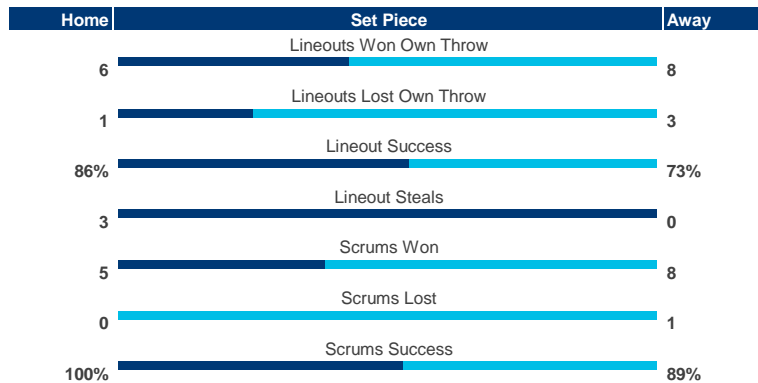 Home Set Piece Away
Lineouts Won Own Throw
6 8
Lineouts Lost Own Throw
1 3
Lineout Success
86% 73%
Lineout Steals
3 0
Scrums Won
5 8
Scrums Lost
0 1
Scrums Success
100% 89%